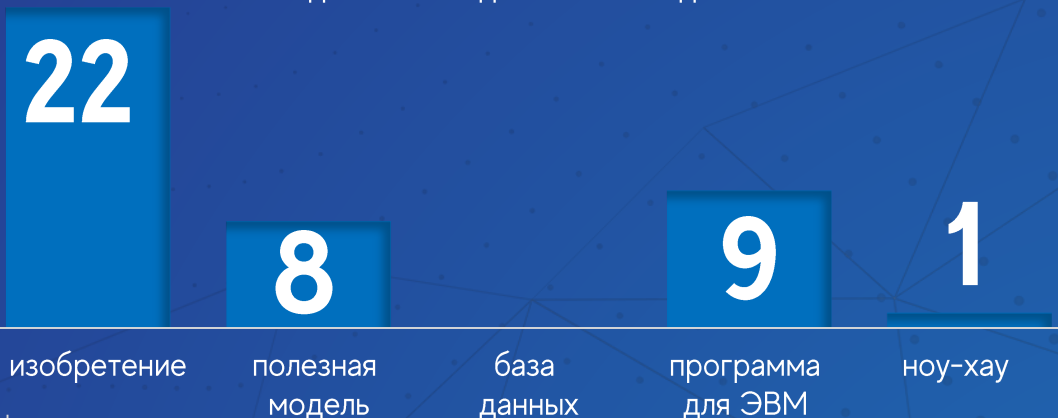 22
8
9
1
изобретение
полезная
модель
база
данных
программа
для ЭВМ
ноу-хау